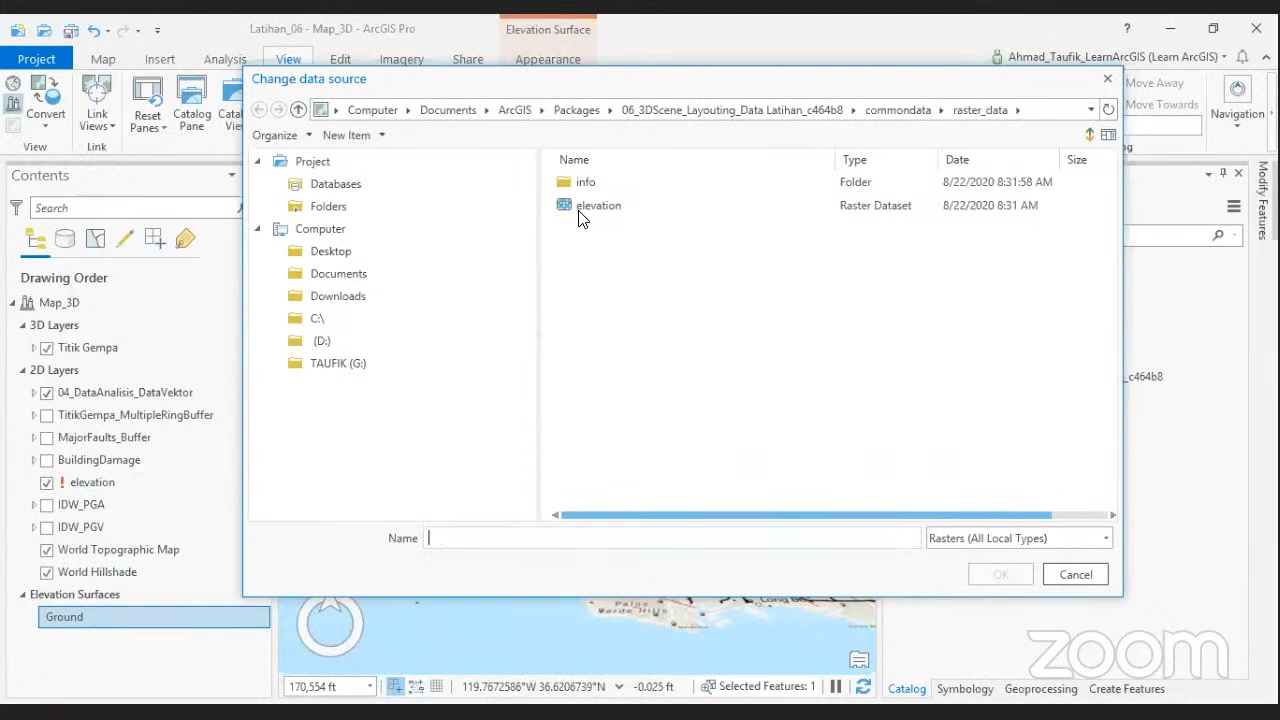 Latihan_06 - Map_3D - ArcGIS Pro
Elevation Surface
?
Project
Map
Insert
Analysis
View
Edit
Imagery
Share
Appearance
Ahmad_Taufik_LearnArcGIS (Learn ArcGIS)
Convert
View
Link
Views
Link
Reset
Panes
Catalog
Pane
Move Away
Move Towards
Navigation
Change data source
Computer Documents ArcGIS Packages 06_3DScene_Layouting_Data Latihan_c464b8 commondata raster_data
Organize New Item
Project
Databases
Folders
Computer
Desktop
Documents
Downloads
C:\
(D:)
TAUFIK (G:)
Name Type Date Size
info Folder 8/22/2020 8:31:58 AM
elevation Raster Dataset 8/22/2020 8:31 AM
Name
Rasters (All Local Types)
OK
Cancel
Contents
Search
Drawing Order
Map_3D
3D Layers
Titik Gempa
2D Layers
04_DataAnalisis_DataVektor
TitikGempa_MultipleRingBuffer
MajorFaults_Buffer
BuildingDamage
! elevation
IDW_PGA
IDW_PGV
World Topographic Map
World Hillshade
Elevation Surfaces
Ground
Modify Features
_c464b8
Palos
Verde Hills
170,554 ft
119.7672586°W 36.6206739°N
-0.025 ft
Selected Features: 1
Catalog
Symbology
Geoprocessing
Create Features
zoom